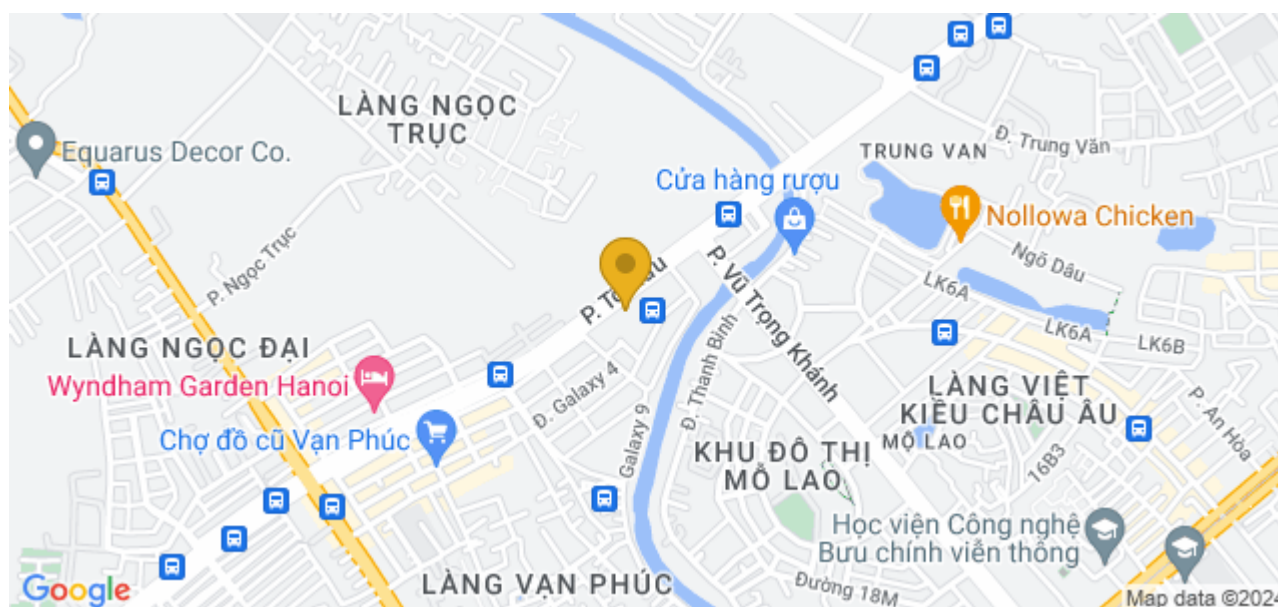 LÀNG NGỌC
TRỤC
Equarus Decor Co.
Đ. Trung Văn
TRUNG VAN
Cửa hàng rượu
Nollowa Chicken
P. Ngọc Trục
Ngõ Dâu
P. Vũ Trọng Khánh
LK6A
LK6A
LK6B
LÀNG NGỌC ĐẠI
Wyndham Garden Hanoi
Đ. Galaxy 4
Đ. Thanh Bình
LÀNG VIỆT
KIỀU CHÂU ÂU
P. An Hòa
Chợ đồ cũ Vạn Phúc
Galaxy 9
KHU ĐÔ THỊ
MỖ LAO
MỘ LAO
16B3
Học viện Công nghệ
Bưu chính viễn thông
LÀNG VẠN PHÚC
Đường 18M
Google
Map data ©2024